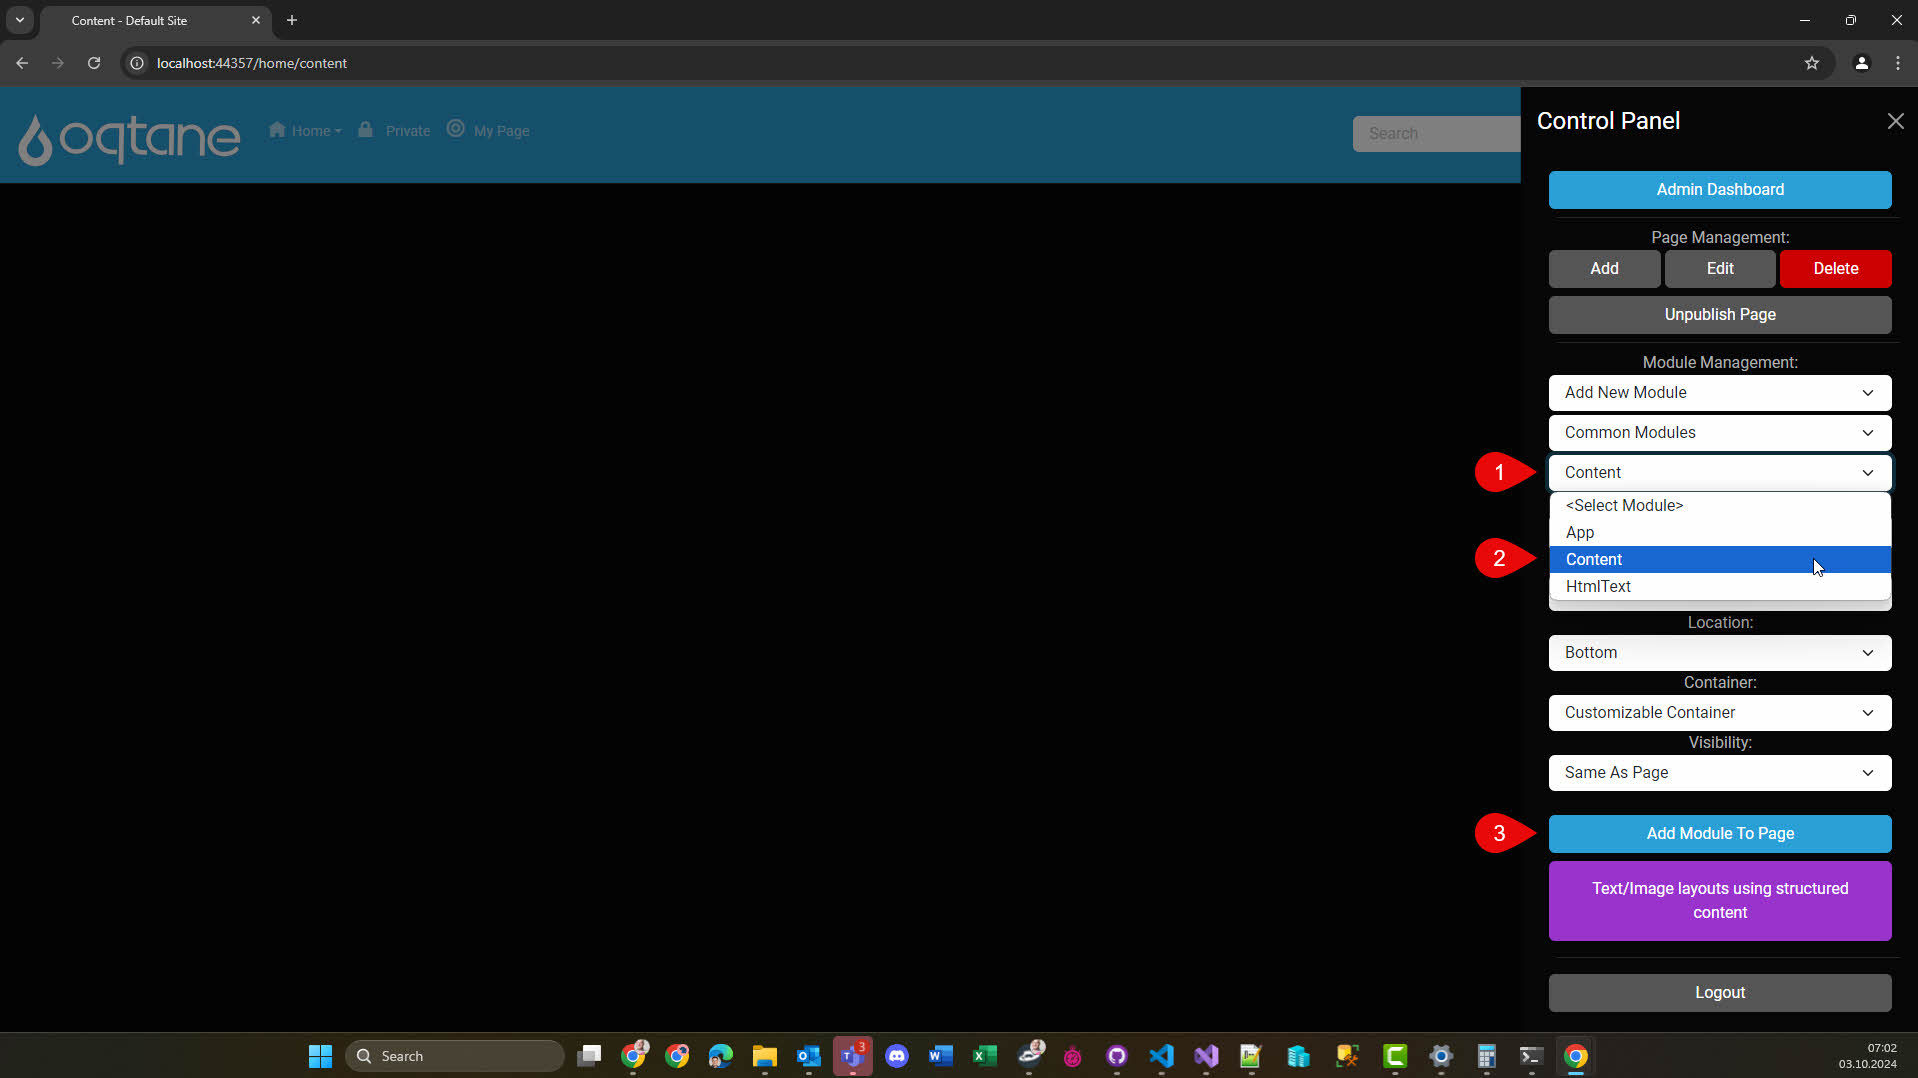 Content - Default Site
localhost:44357/home/content
oqtane
Home
Private
My Page
Search
Control Panel
Admin Dashboard
Page Management:
Add
Edit
Delete
Unpublish Page
Module Management:
Add New Module
Common Modules
1
Content
<Select Module>
App
2
Content
HtmlText
Location:
Bottom
Container:
Customizable Container
Visibility:
Same As Page
3
Add Module To Page
Text/Image layouts using structured
content
Logout
Search
3
07:02
03.10.2024